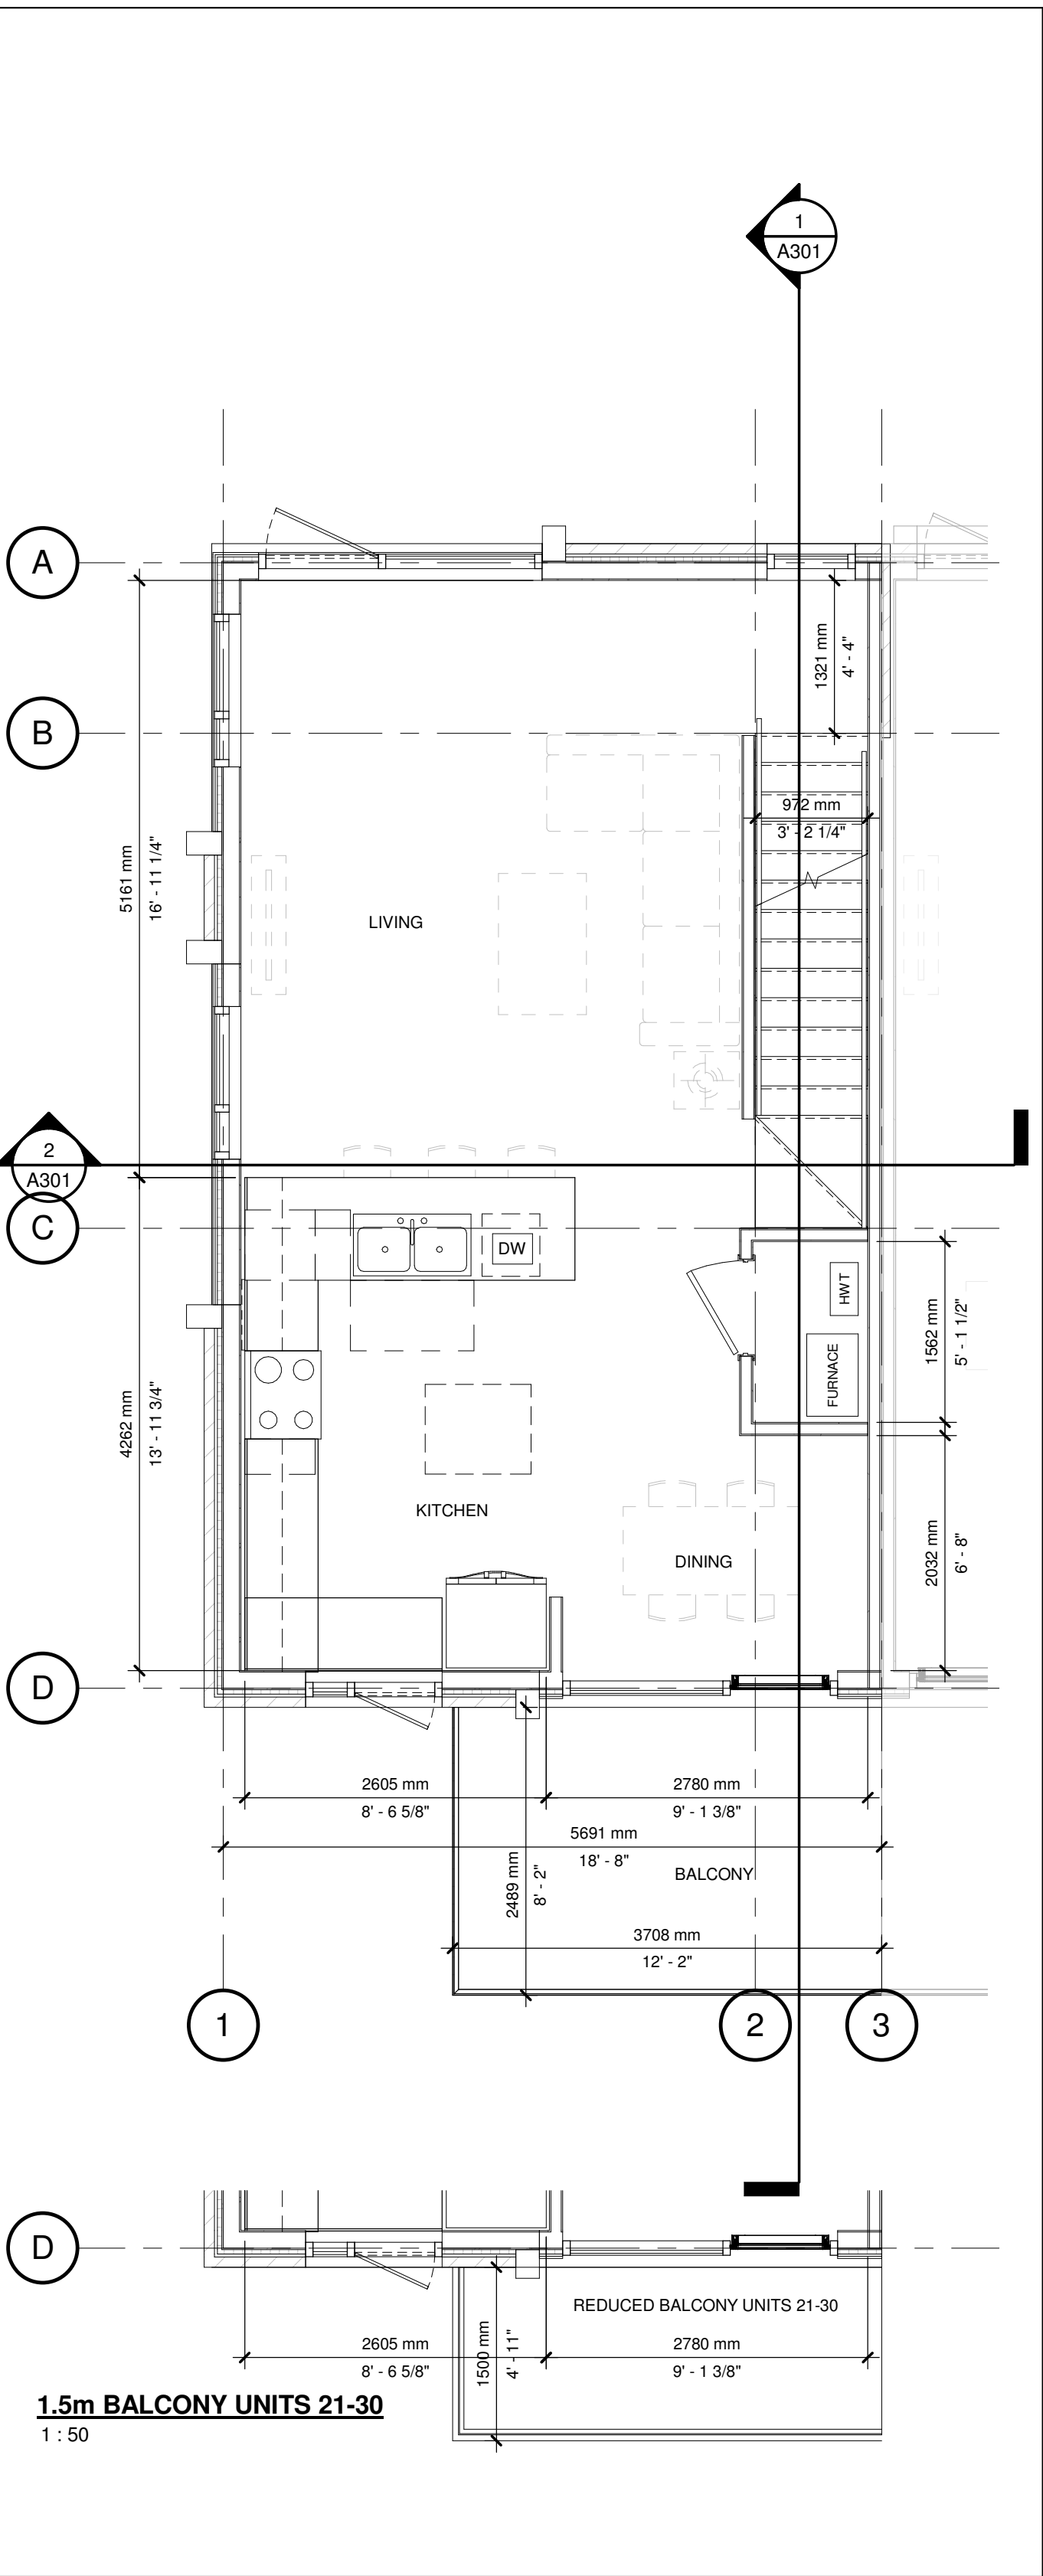 1
A301
A
1321 mm
4' - 4"
B
972 mm
3' - 2 1/4"
5161 mm
16' - 11 1/4"
LIVING
2
A301
C
DW
HWT
FURNACE
1562 mm
5' - 1 1/2"
4262 mm
13' - 11 3/4"
KITCHEN
DINING
2032 mm
6' - 8"
D
2605 mm
8' - 6 5/8"
2780 mm
9' - 1 3/8"
5691 mm
18' - 8"
2489 mm
8' - 2"
BALCONY
3708 mm
12' - 2"
1
2
3
D
REDUCED BALCONY UNITS 21-30
2605 mm
8' - 6 5/8"
1500 mm
4' - 11"
2780 mm
9' - 1 3/8"
1.5m BALCONY UNITS 21-30
1 : 50